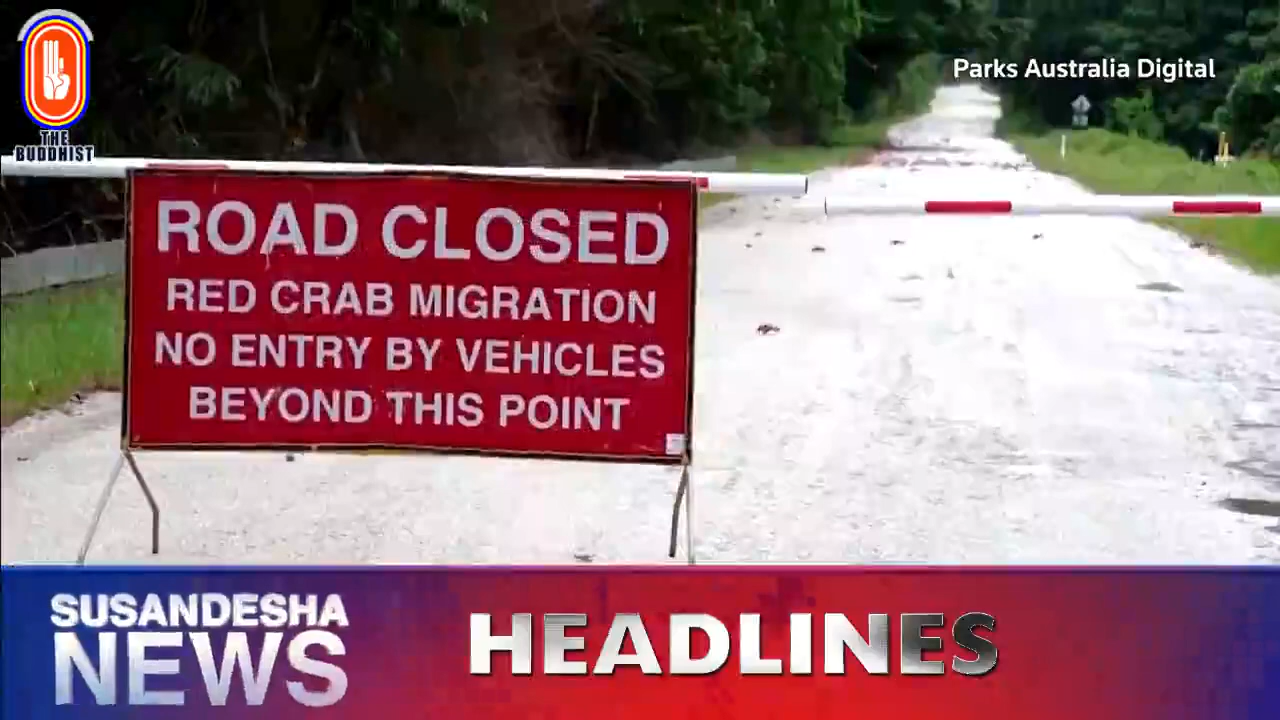 THE
BUDDHIST
Parks Australia Digital
ROAD CLOSED
RED CRAB MIGRATION
NO ENTRY BY VEHICLES
BEYOND THIS POINT
SUSANDESHA
NEWS
HEADLINES